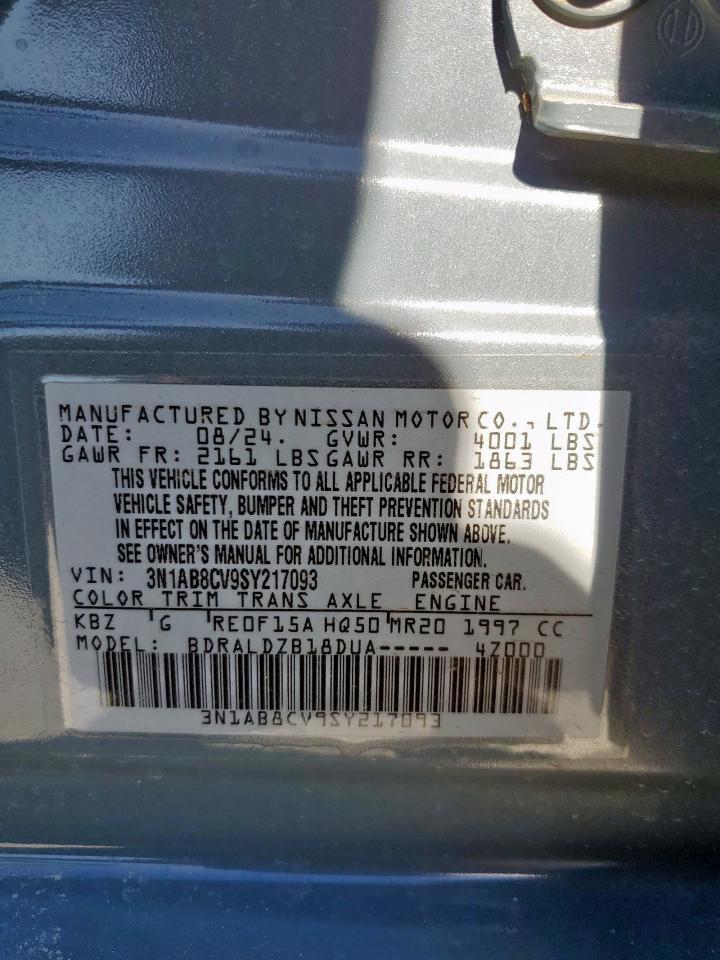 MANUFACTURED BY NISSAN MOTOR CO., LTD.
DATE: 08/24. GVWR: 4001 LBS
GAWR FR: 2161 LBS GAWR RR: 1863 LBS
THIS VEHICLE CONFORMS TO ALL APPLICABLE FEDERAL MOTOR
VEHICLE SAFETY, BUMPER AND THEFT PREVENTION STANDARDS
IN EFFECT ON THE DATE OF MANUFACTURE SHOWN ABOVE.
SEE OWNER'S MANUAL FOR ADDITIONAL INFORMATION.
VIN: 3N1AB8CV9SY217093 PASSENGER CAR.
COLOR TRIM TRANS AXLE ENGINE
KBZ G RE0F15A HQ50 MR20 1997 CC
MODEL: BDRALDZB18DUA----- 4Z000
3N1AB8CV9SY217093